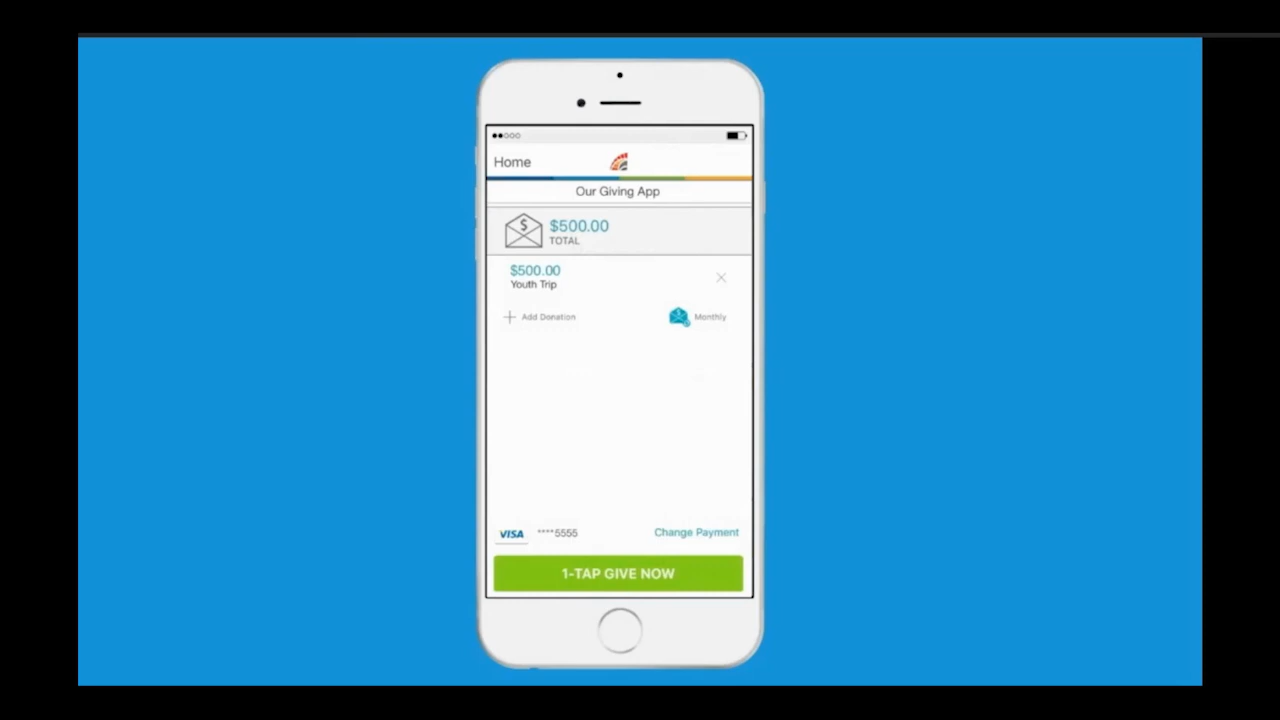 Home
Our Giving App
$500.00
TOTAL
$500.00
Youth Trip
Add Donation
Monthly
VISA ****5555
Change Payment
1-TAP GIVE NOW